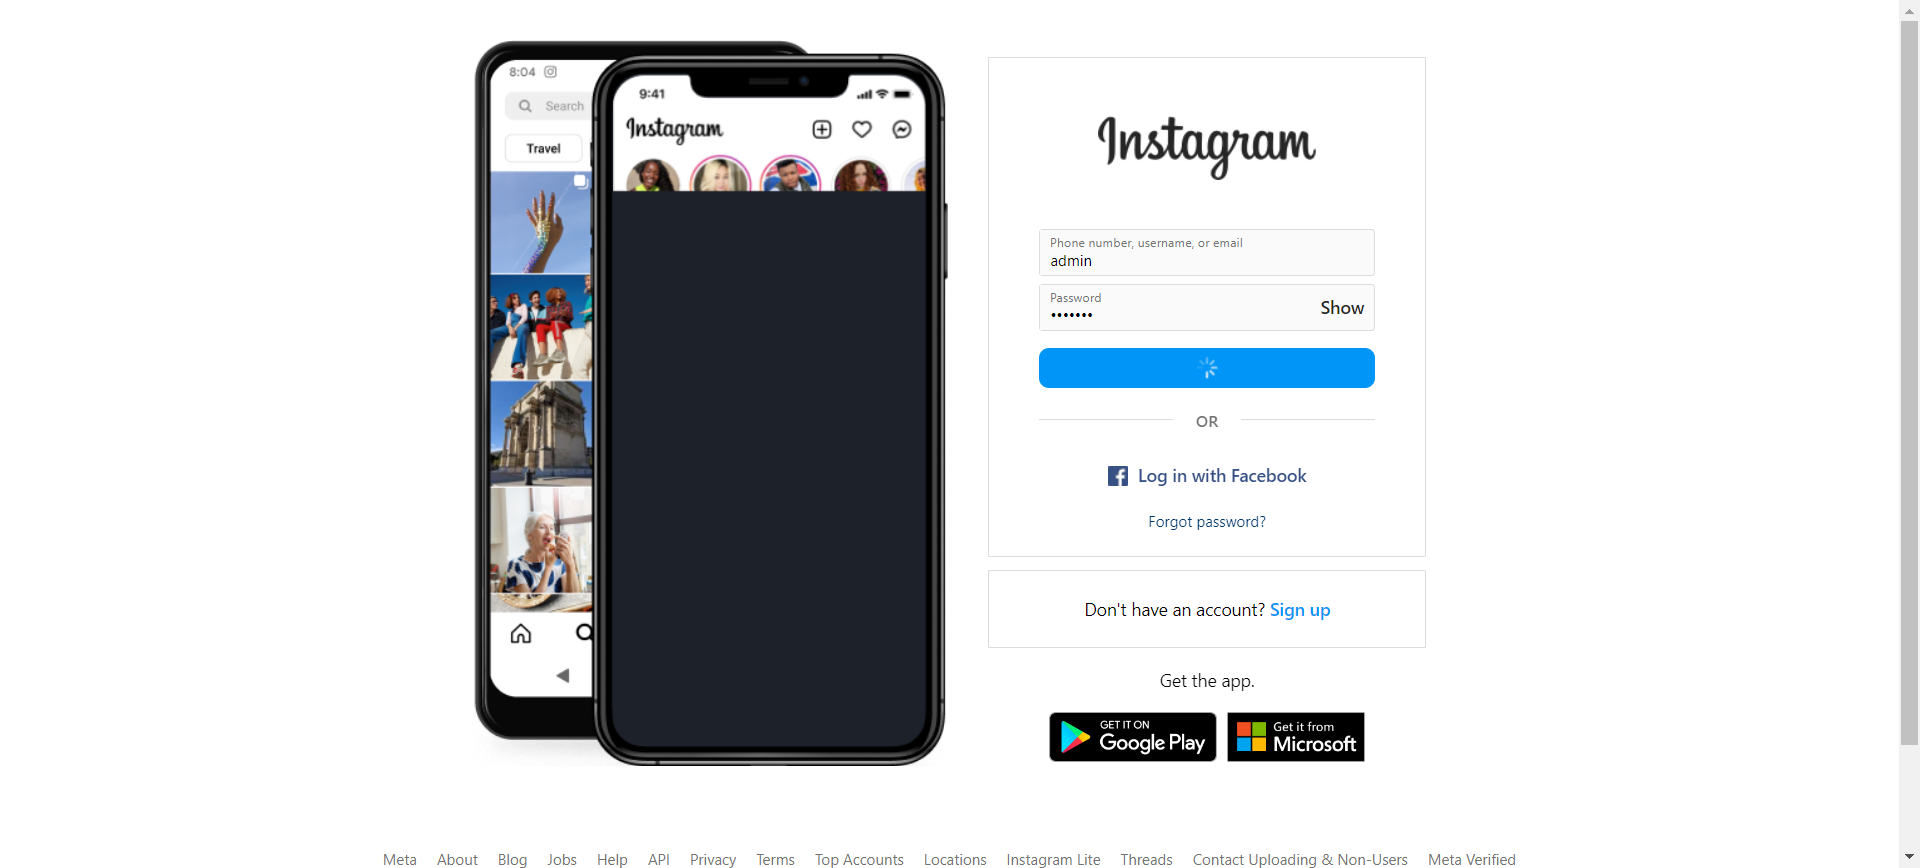 8:04
Search
Travel
9:41
Instagram
Instagram
Phone number, username, or email
admin
Password
•••••••
Show
OR
Log in with Facebook
Forgot password?
Don't have an account? Sign up
Get the app.
GET IT ON
Google Play
Get it from
Microsoft
Meta About Blog Jobs Help API Privacy Terms Top Accounts Locations Instagram Lite Threads Contact Uploading & Non-Users Meta Verified